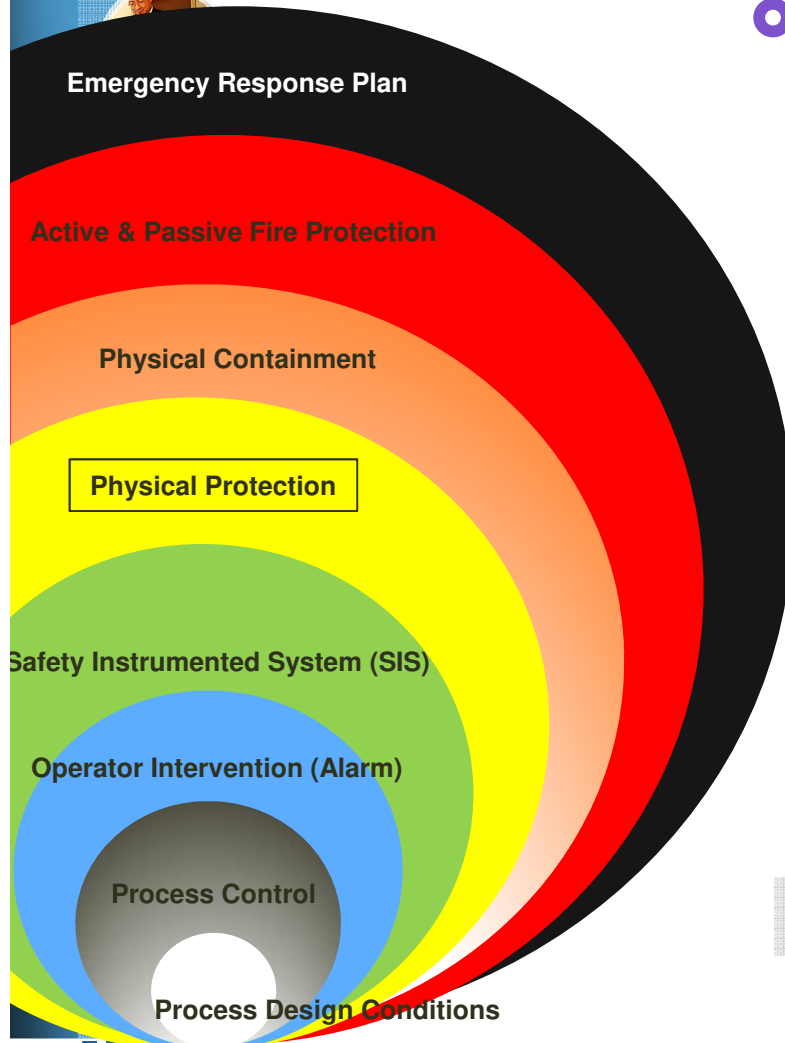 Emergency Response Plan
Active & Passive Fire Protection
Physical Containment
Physical Protection
Safety Instrumented System (SIS)
Operator Intervention (Alarm)
Process Control
Process Design Conditions